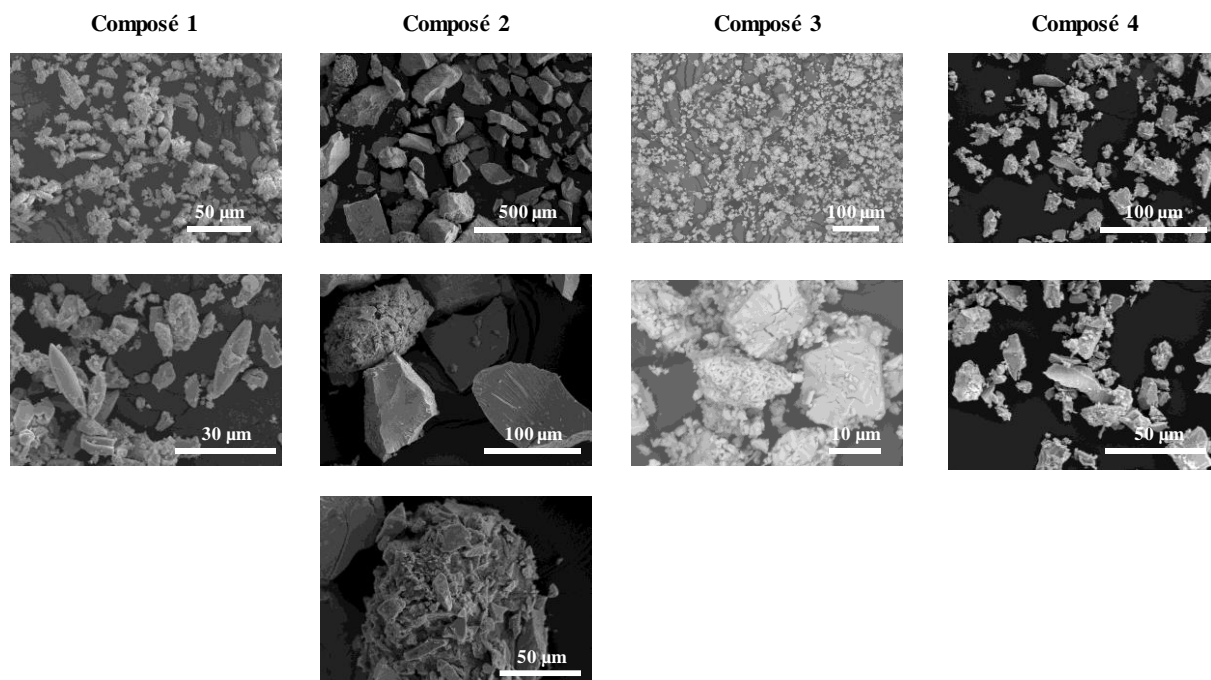 Composé 1
Composé 2
Composé 3
Composé 4
50 µm
500 µm
100 µm
100 µm
30 µm
100 µm
10 µm
50 µm
50 µm